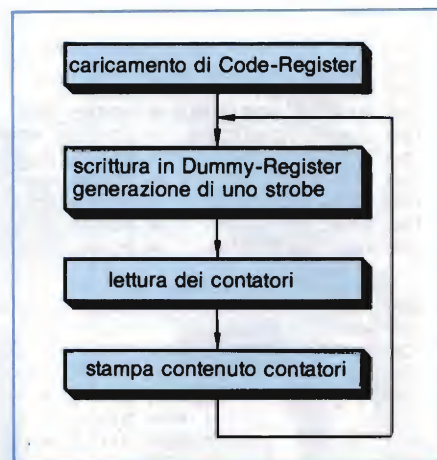 caricamento di Code-Register
scrittura in Dummy-Register
generazione di uno strobe
lettura dei contatori
stampa contenuto contatori